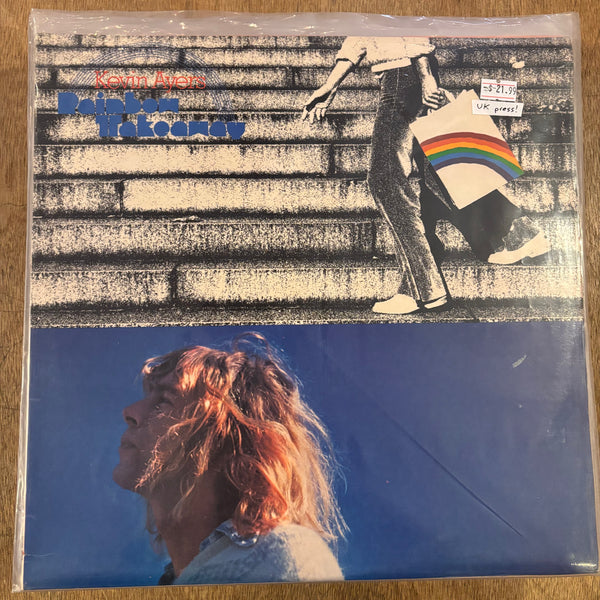 Kevin Ayers
Rainbow
Takeaway
$21.99
UK press!